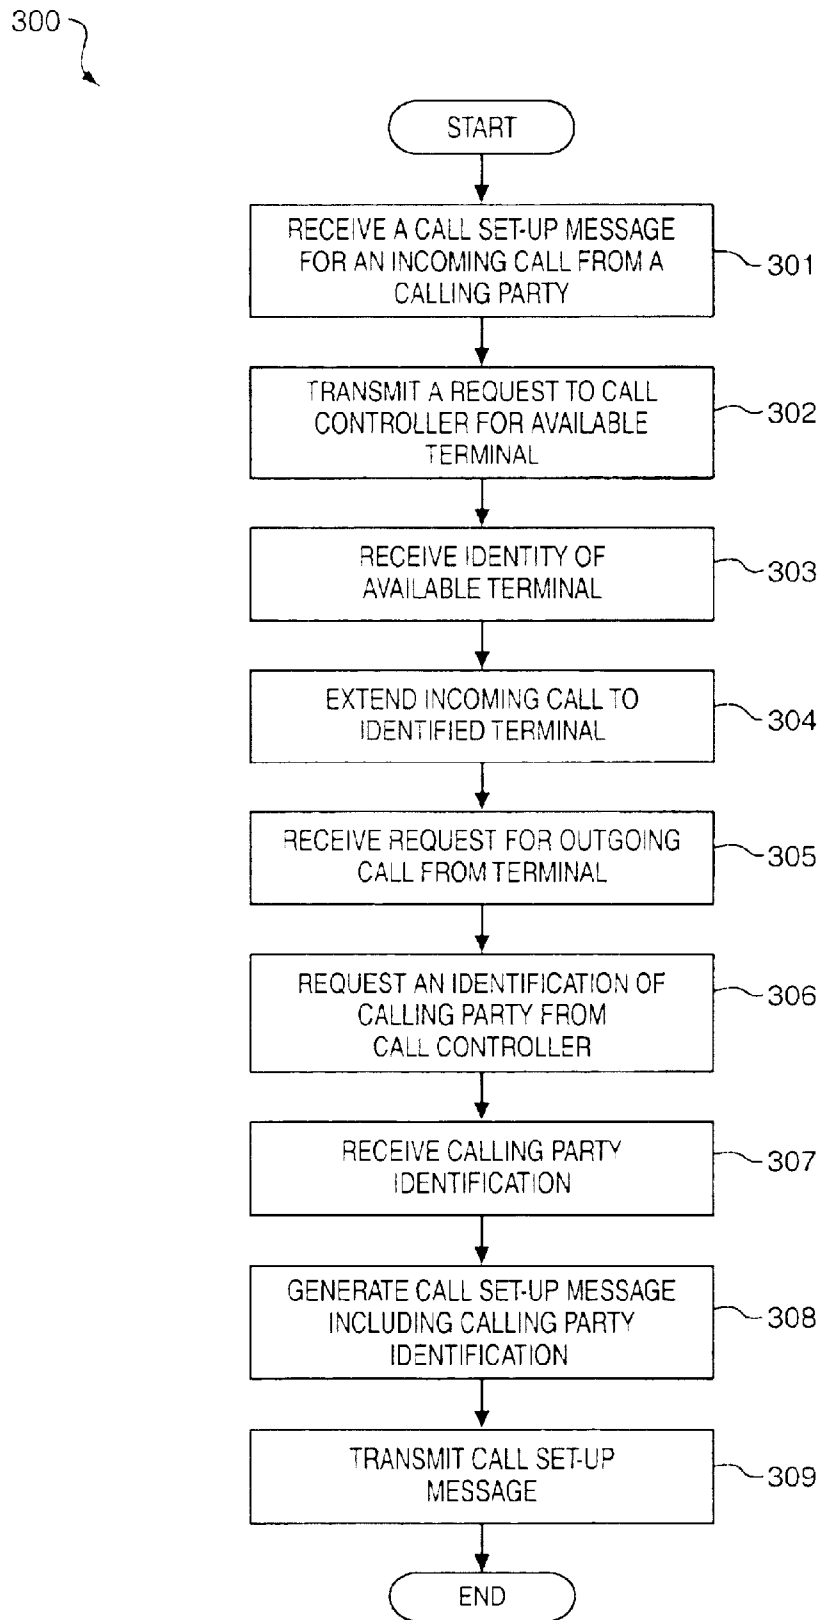 300
START
RECEIVE A CALL SET-UP MESSAGE
FOR AN INCOMING CALL FROM A
CALLING PARTY
301
TRANSMIT A REQUEST TO CALL
CONTROLLER FOR AVAILABLE
TERMINAL
302
RECEIVE IDENTITY OF
AVAILABLE TERMINAL
303
EXTEND INCOMING CALL TO
IDENTIFIED TERMINAL
304
RECEIVE REQUEST FOR OUTGOING
CALL FROM TERMINAL
305
REQUEST AN IDENTIFICATION OF
CALLING PARTY FROM
CALL CONTROLLER
306
RECEIVE CALLING PARTY
IDENTIFICATION
307
GENERATE CALL SET-UP MESSAGE
INCLUDING CALLING PARTY
IDENTIFICATION
308
TRANSMIT CALL SET-UP
MESSAGE
309
END